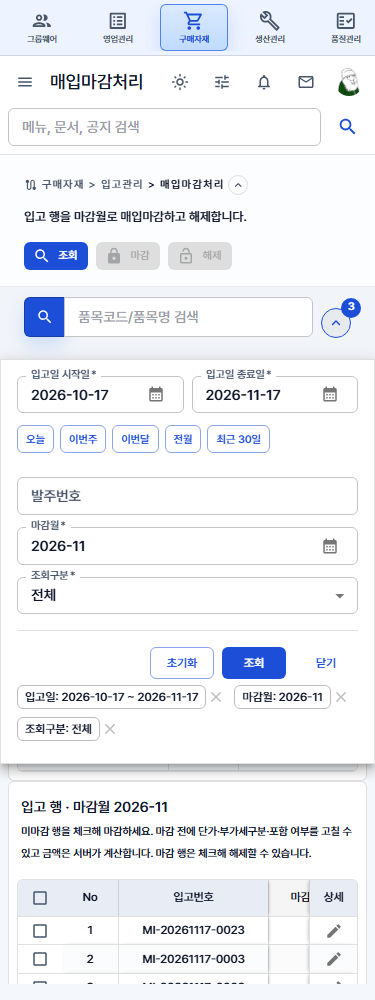 그룹웨어 영업관리 구매자재 생산관리 품질관리
매입마감처리
메뉴, 문서, 공지 검색
구매자재 > 입고관리 > 매입마감처리
입고 행을 마감월로 매입마감하고 해제합니다.
조회 마감 해제
품목코드/품목명 검색 3
입고일 시작일 * 입고일 종료일 *
2026-10-17 2026-11-17
오늘 이번주 이번달 전월 최근 30일
발주번호
마감월 *
2026-11
조회구분 *
전체
초기화 조회 닫기
입고일: 2026-10-17 ~ 2026-11-17 마감월: 2026-11
조회구분: 전체
입고 행 · 마감월 2026-11
미마감 행을 체크해 마감하세요. 마감 전에 단가·부가세구분·포함 여부를 고칠 수
있고 금액은 서버가 계산합니다. 마감 행은 체크해 해제할 수 있습니다.
No 입고번호 마감 상세
1 MI-20261117-0023
2 MI-20261117-0003